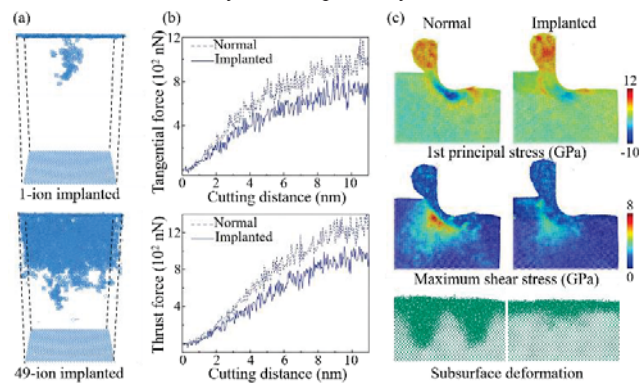 (a)
1-ion implanted
49-ion implanted
(b)
12
8
4
Tangential force (10² nN)
Normal
Implanted
0
2
4
6
8
10
Cutting distance (nm)
12
8
4
Thrust force (10² nN)
Normal
Implanted
0
2
4
6
8
10
Cutting distance (nm)
(c)
Normal
Implanted
12
-10
1st principal stress (GPa)
8
0
Maximum shear stress (GPa)
Subsurface deformation